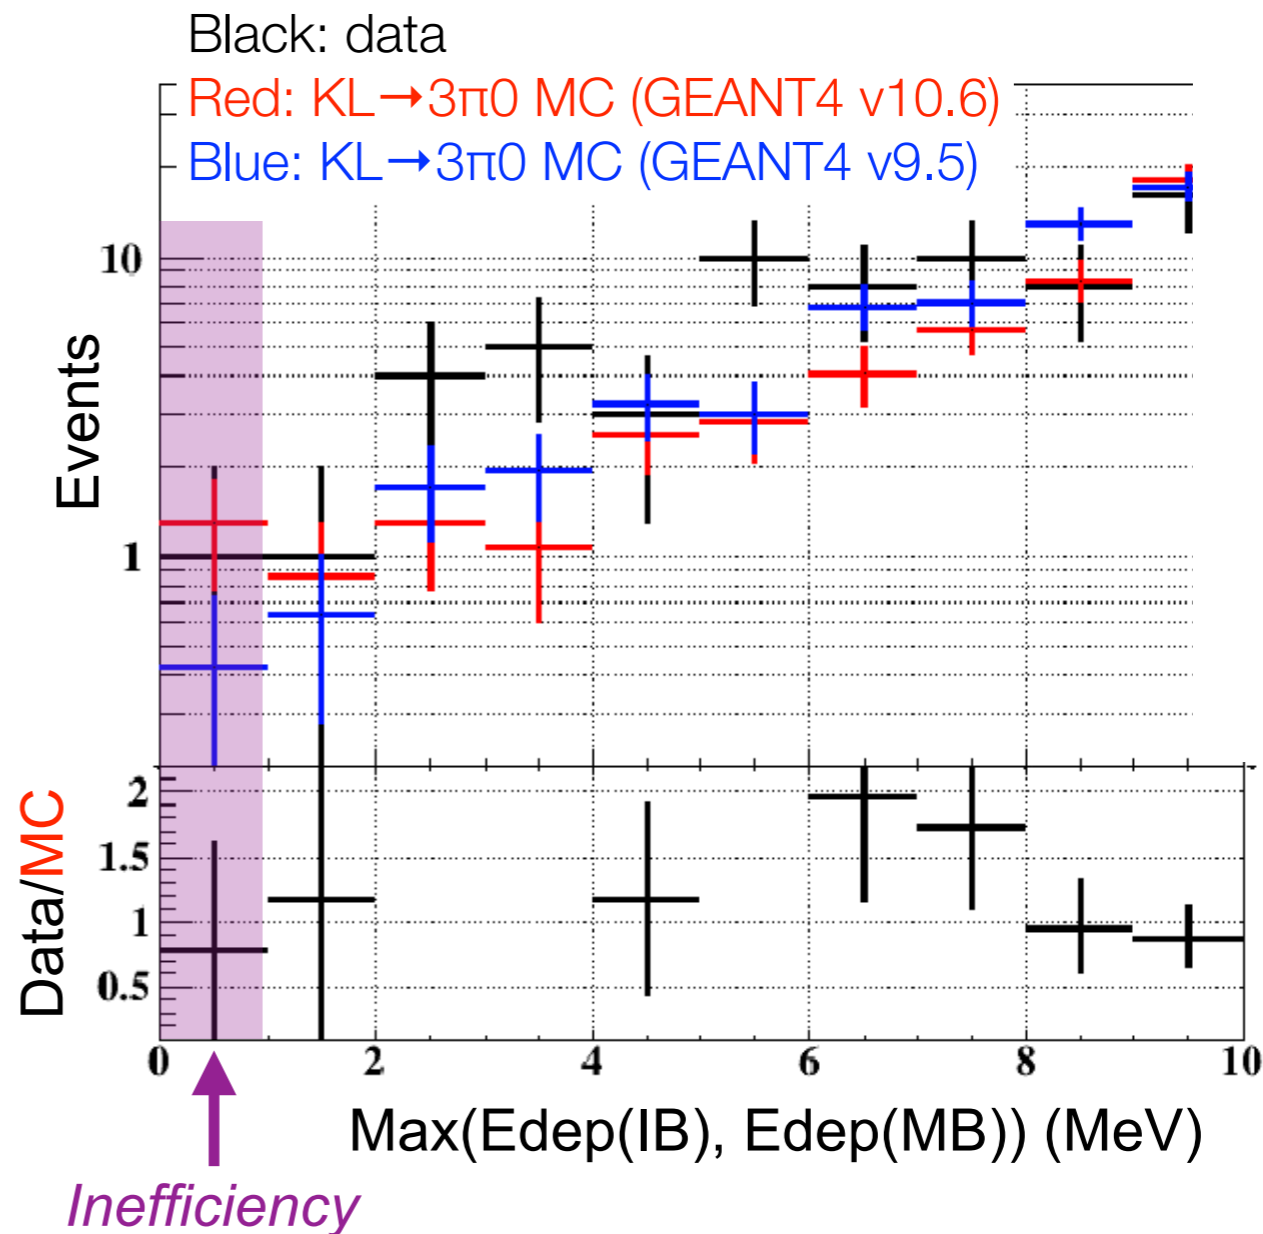 Black: data
Red: KL→3π0 MC (GEANT4 v10.6)
Blue: KL→3π0 MC (GEANT4 v9.5)
10
1
Events
2
1.5
1
0.5
Data/MC
0 2 4 6 8 10
Max(Edep(IB), Edep(MB)) (MeV)
Inefficiency